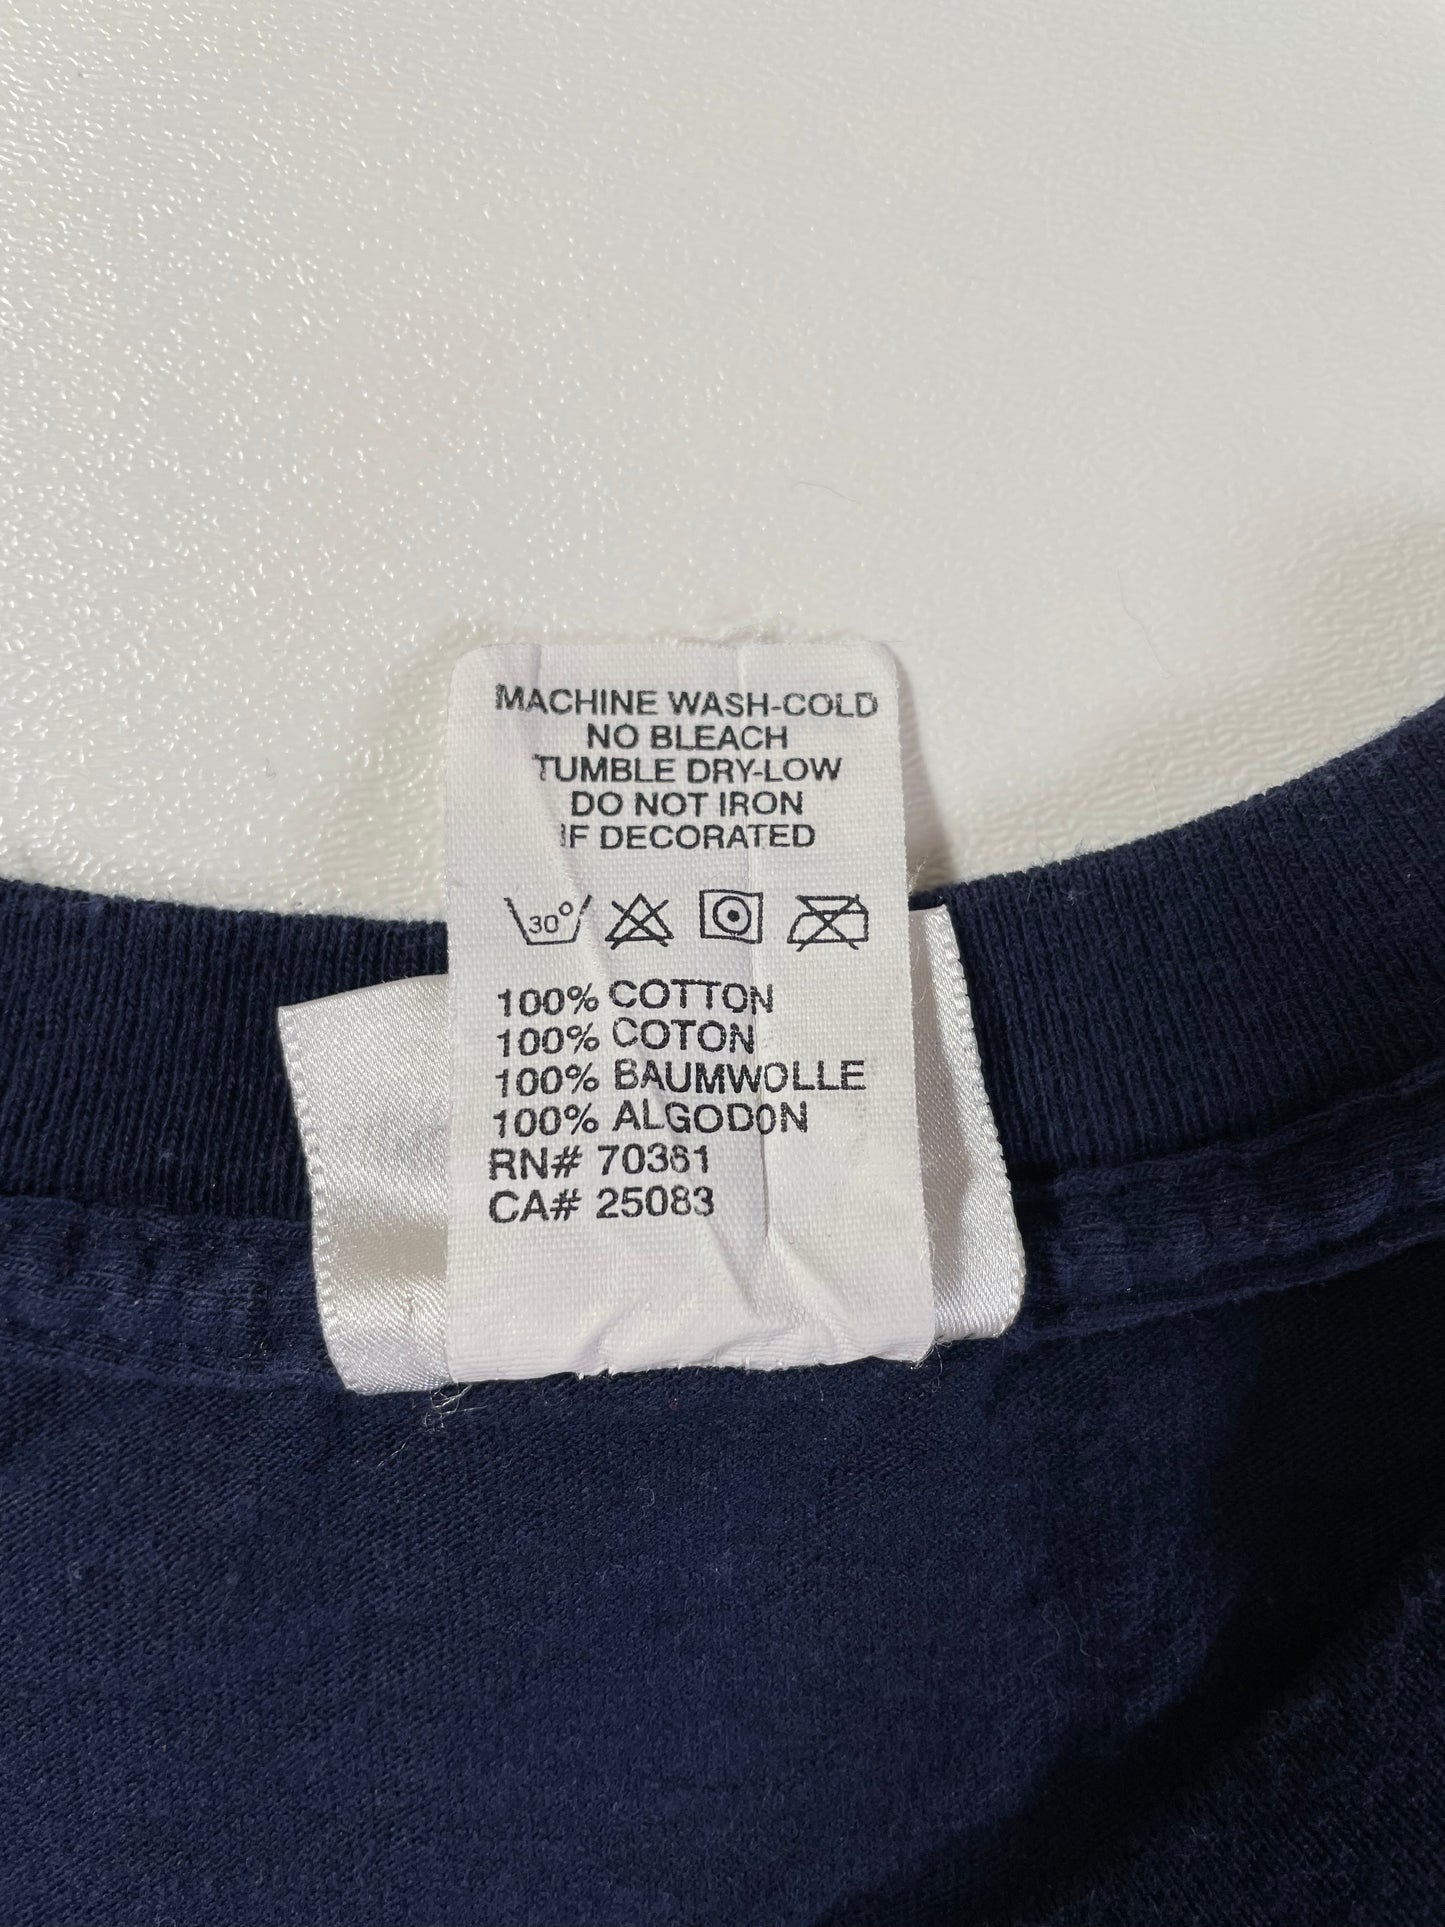 MACHINE WASH-COLD
NO BLEACH
TUMBLE DRY-LOW
DO NOT IRON
IF DECORATED
30°
100% COTTON
100% COTON
100% BAUMWOLLE
100% ALGODON
RN# 70361
CA# 25083